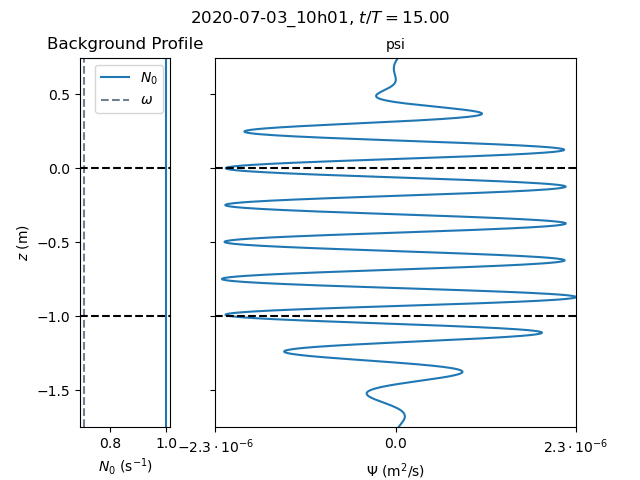 2020-07-03_10h01, t/T = 15.00
Background Profile
psi
N₀
ω
0.5
0.0
−0.5
−1.0
−1.5
z (m)
0.8
1.0
−2.3 · 10⁻⁶
0.0
2.3 · 10⁻⁶
N₀ (s⁻¹)
Ψ (m²/s)